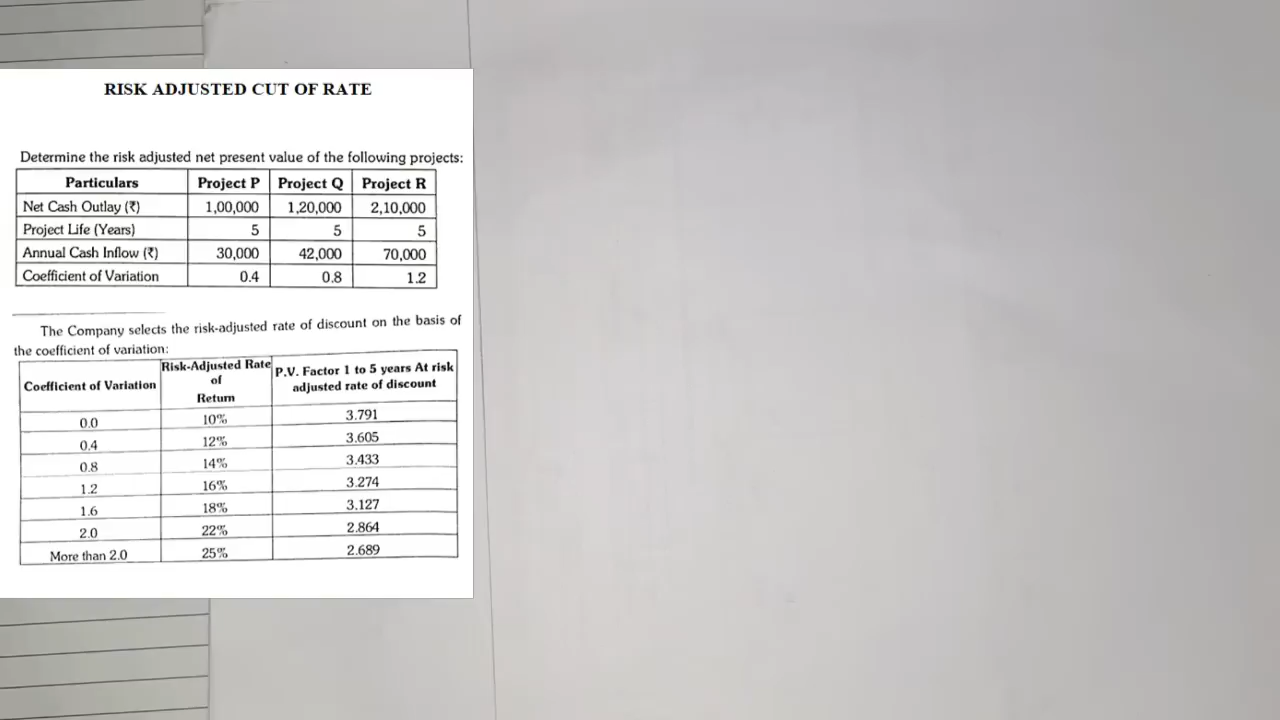 RISK ADJUSTED CUT OF RATE
Determine the risk adjusted net present value of the following projects:
Particulars Project P Project Q Project R
Net Cash Outlay (₹) 1,00,000 1,20,000 2,10,000
Project Life (Years) 5 5 5
Annual Cash Inflow (₹) 30,000 42,000 70,000
Coefficient of Variation 0.4 0.8 1.2
The Company selects the risk-adjusted rate of discount on the basis of
the coefficient of variation:
Coefficient of Variation Risk-Adjusted Rate of Return P.V. Factor 1 to 5 years At risk adjusted rate of discount
0.0 10% 3.791
0.4 12% 3.605
0.8 14% 3.433
1.2 16% 3.274
1.6 18% 3.127
2.0 22% 2.864
More than 2.0 25% 2.689